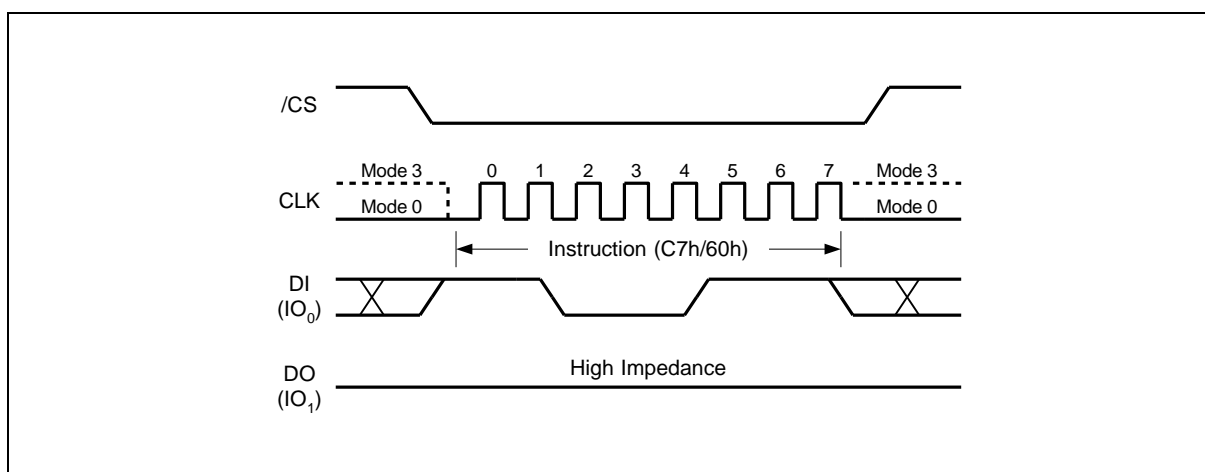 /CS
Mode 3 0 1 2 3 4 5 6 7 Mode 3
CLK
Mode 0 Mode 0
Instruction (C7h/60h)
DI
(IO0)
High Impedance
DO
(IO1)